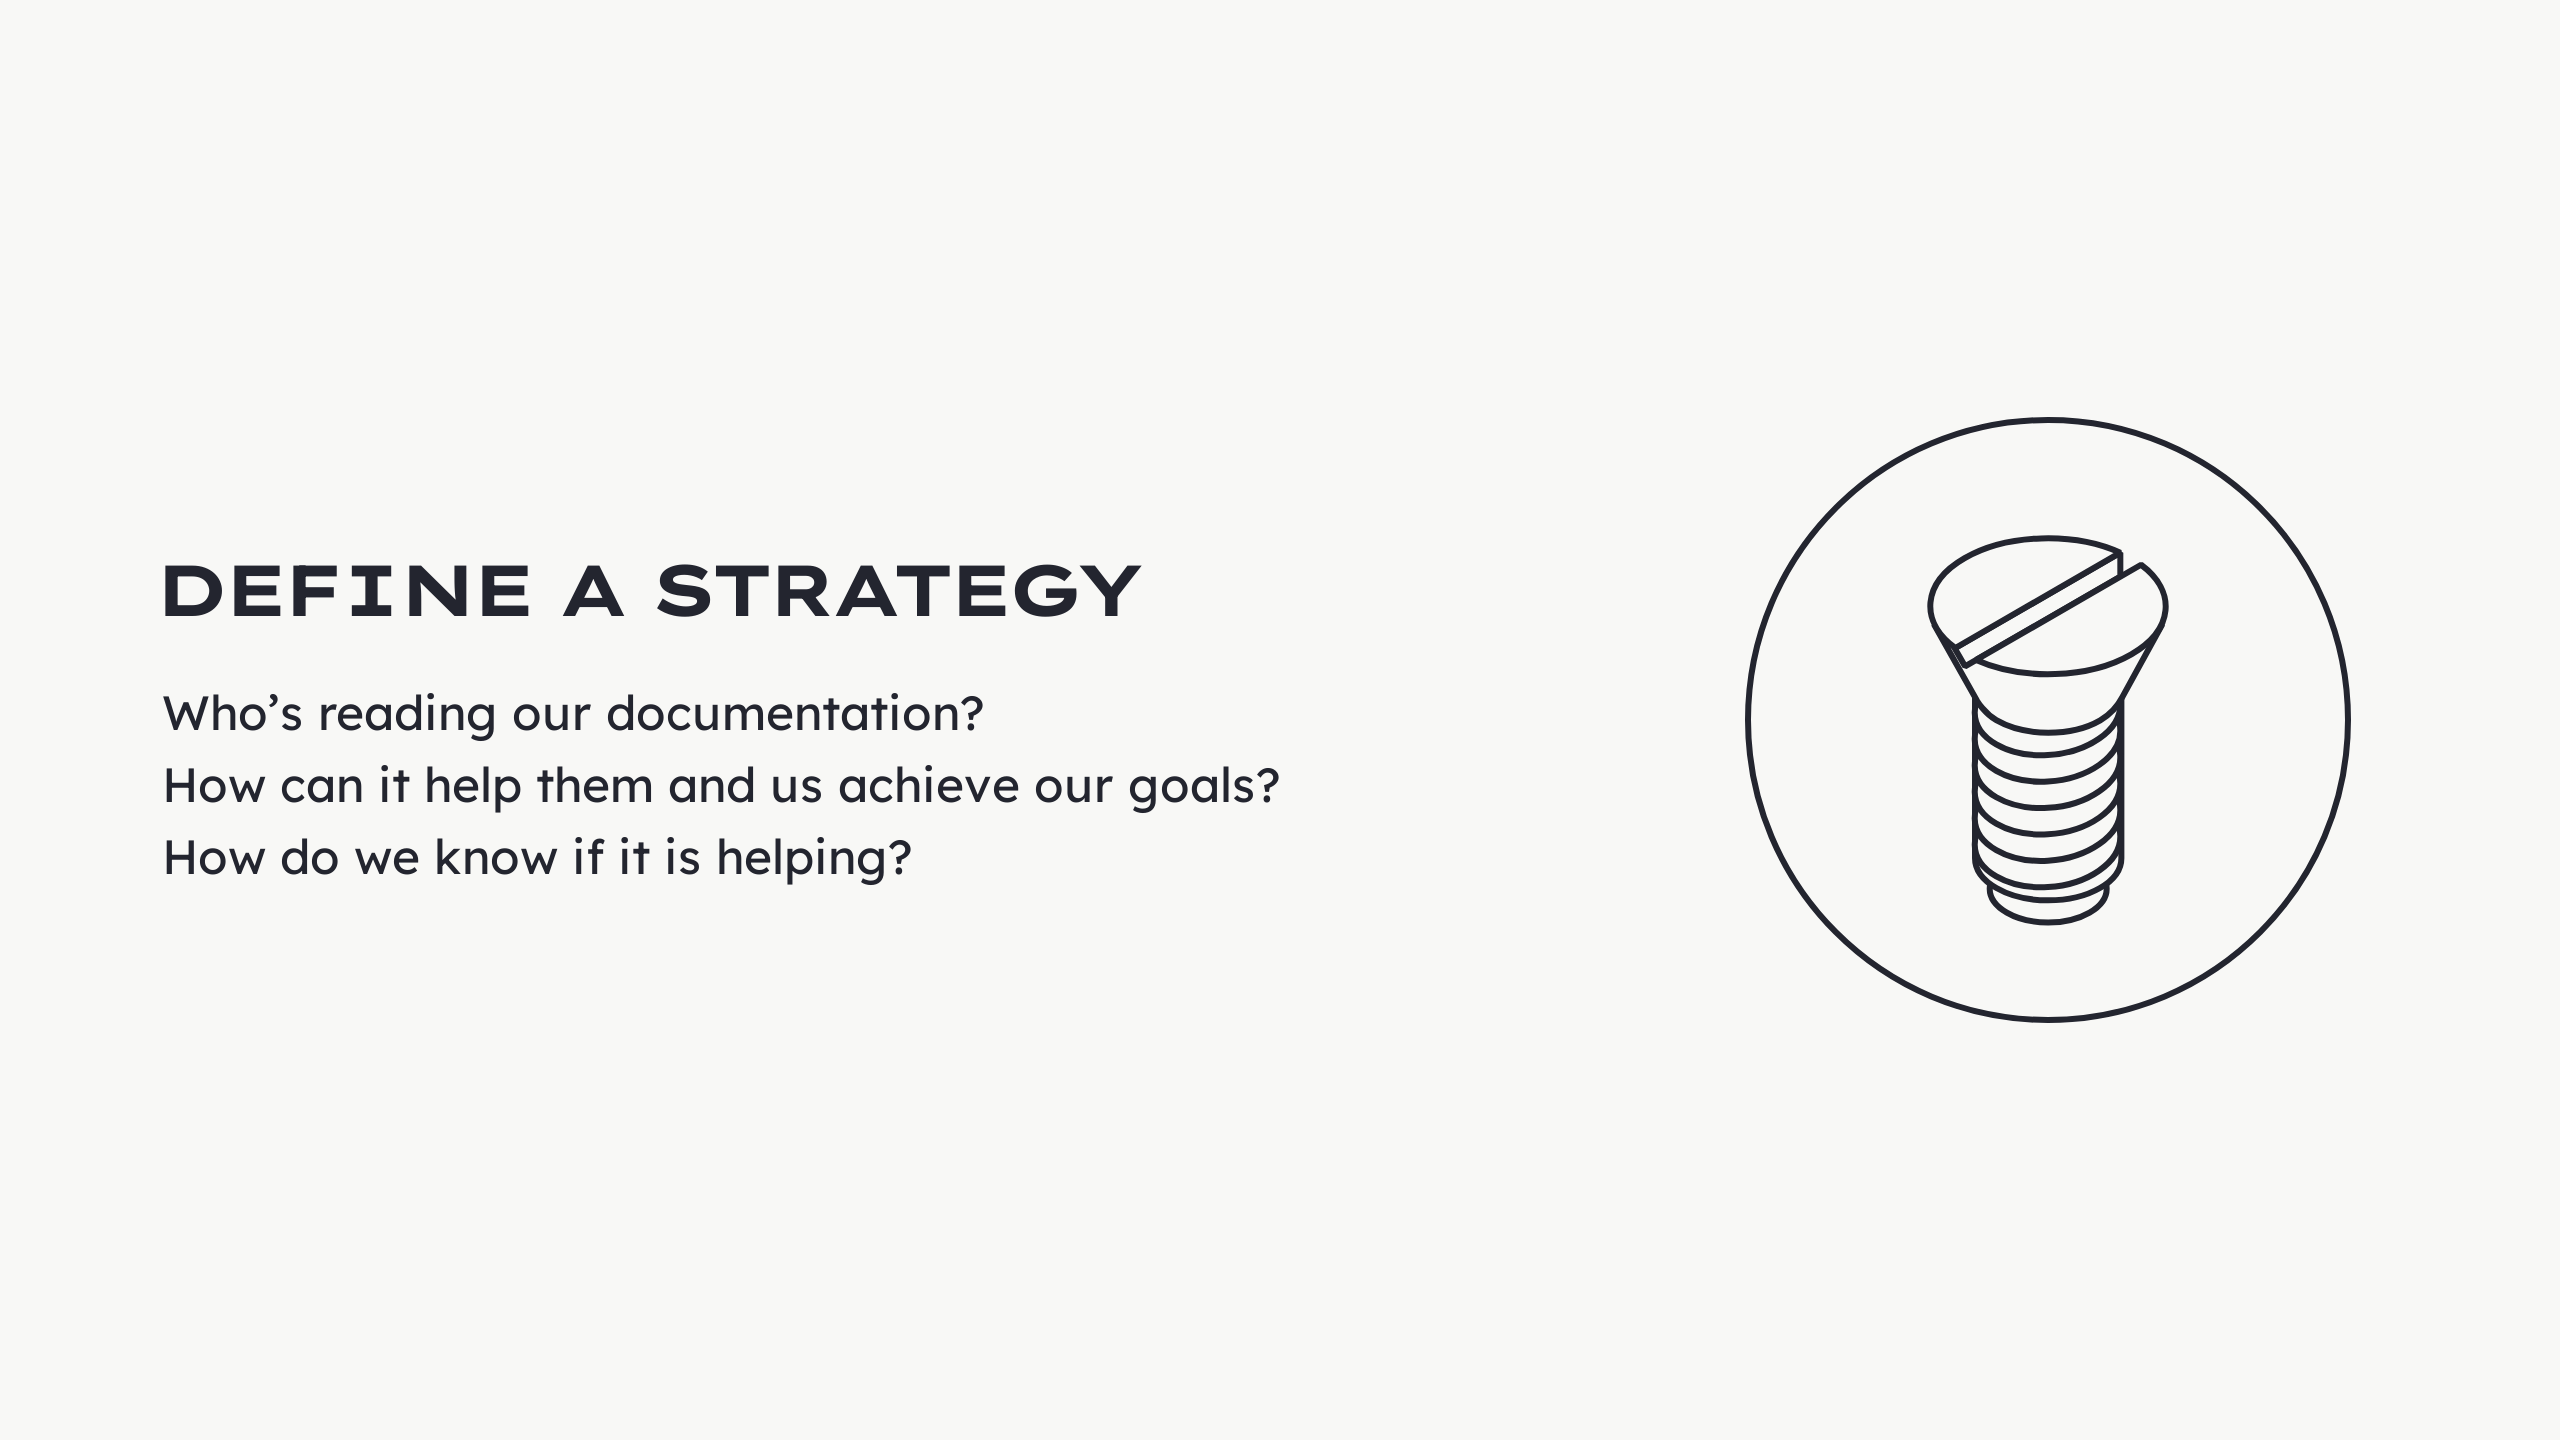 DEFINE A STRATEGY
Who’s reading our documentation?
How can it help them and us achieve our goals?
How do we know if it is helping?